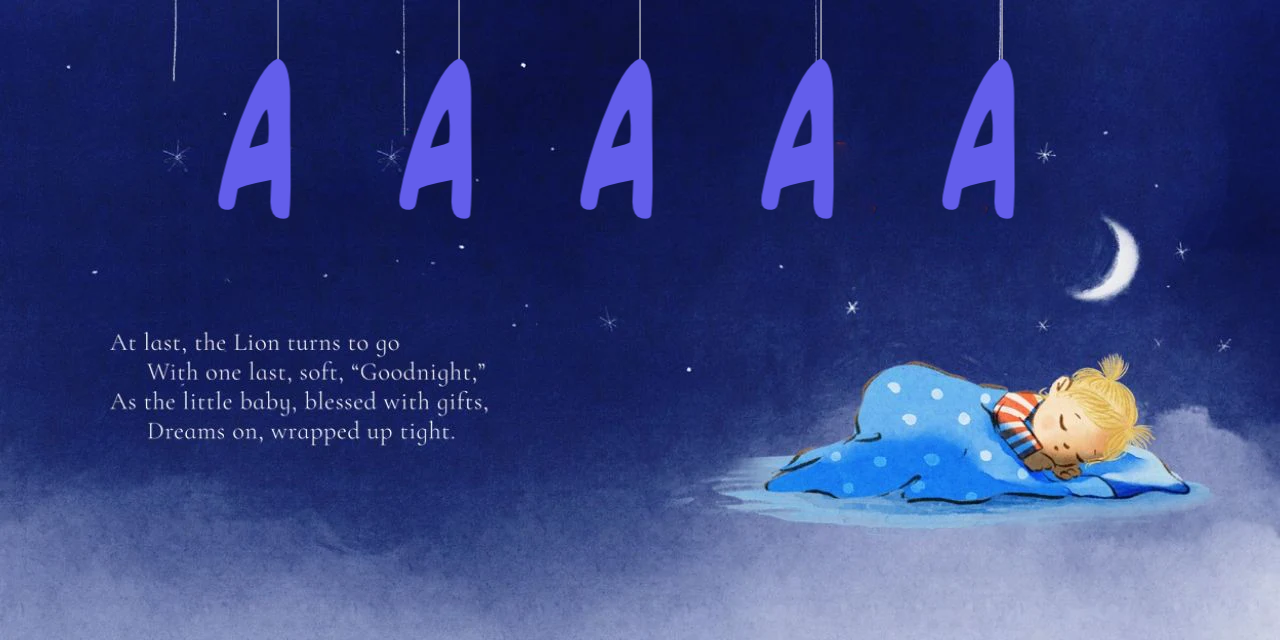 A A A A A
At last, the Lion turns to go
With one last, soft, “Goodnight,”
As the little baby, blessed with gifts,
Dreams on, wrapped up tight.